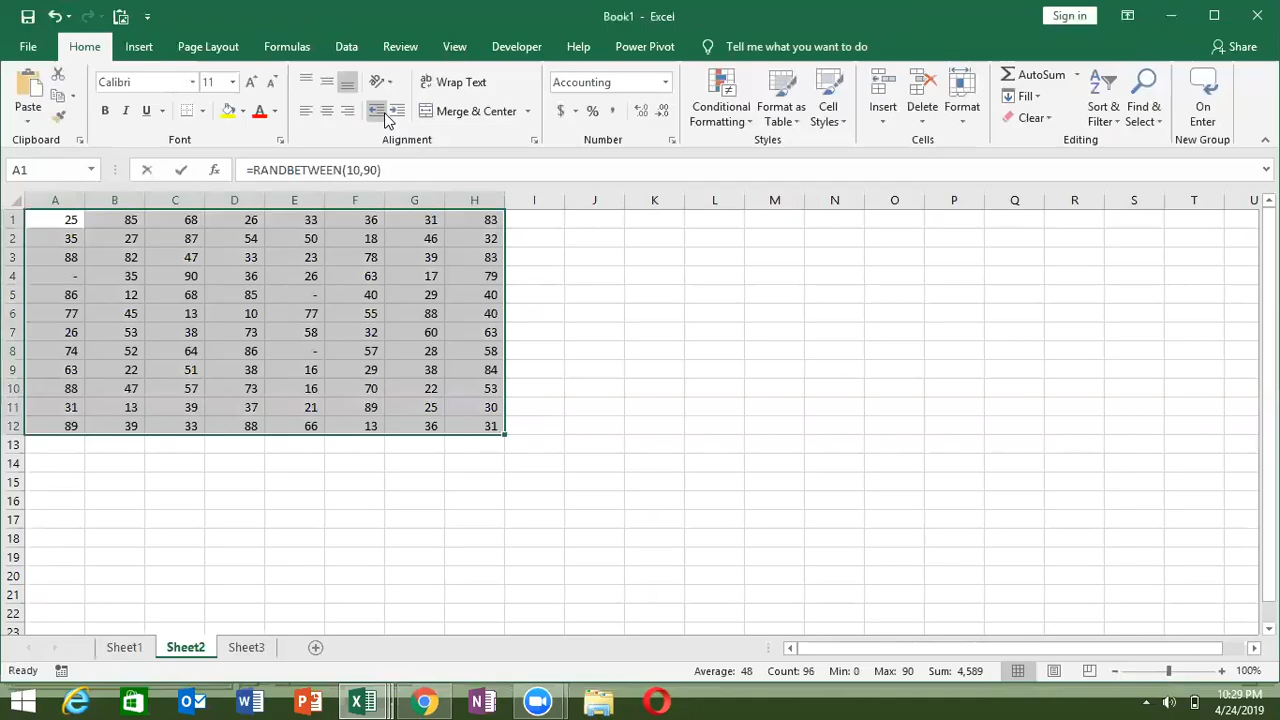 Book1 - Excel
Sign in
File Home Insert Page Layout Formulas Data Review View Developer Help Power Pivot Tell me what you want to do Share
Paste
Clipboard
Calibri 11
B I U A
Font
Wrap Text
Merge & Center
Alignment
Accounting
$ % ,
Number
Conditional Formatting
Format as Table
Cell Styles
Styles
Insert
Delete
Format
Cells
AutoSum
Fill
Clear
Sort & Filter
Find & Select
Editing
On Enter
New Group
A1 fx =RANDBETWEEN(10,90)
A B C D E F G H I J K L M N O P Q R S T U
1 25 85 68 26 33 36 31 83
2 35 27 87 54 50 18 46 32
3 88 82 47 33 23 78 39 83
4 - 35 90 36 26 63 17 79
5 86 12 68 85 - 40 29 40
6 77 45 13 10 77 55 88 40
7 26 53 38 73 58 32 60 63
8 74 52 64 86 - 57 28 58
9 63 22 51 38 16 29 38 84
10 88 47 57 73 16 70 22 53
11 31 13 39 37 21 89 25 30
12 89 39 33 88 66 13 36 31
13
14
15
16
17
18
19
20
21
22
23
Sheet1 Sheet2 Sheet3
Ready Average: 48 Count: 96 Min: 0 Max: 90 Sum: 4,589 100%
10:29 PM
4/24/2019